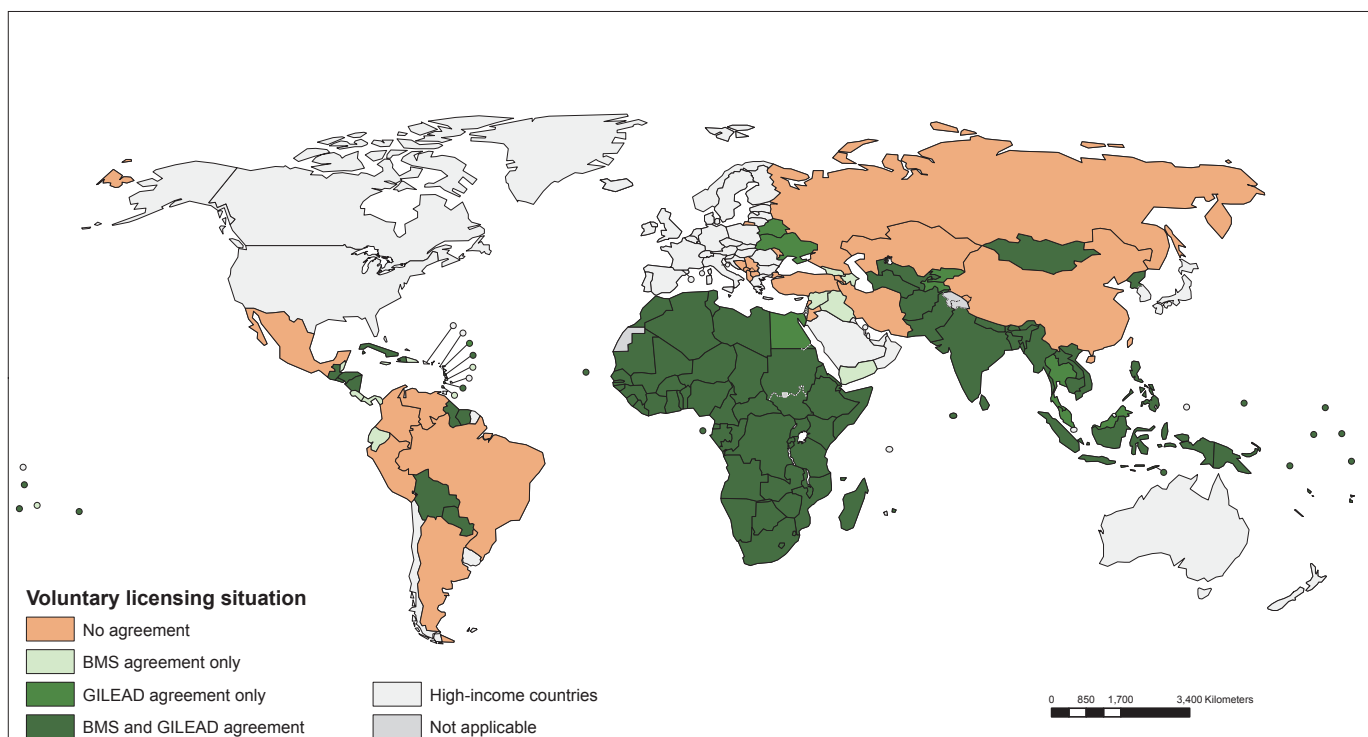 Voluntary licensing situation
No agreement
BMS agreement only
GILEAD agreement only
BMS and GILEAD agreement
High-income countries
Not applicable
0 850 1,700 3,400 Kilometers